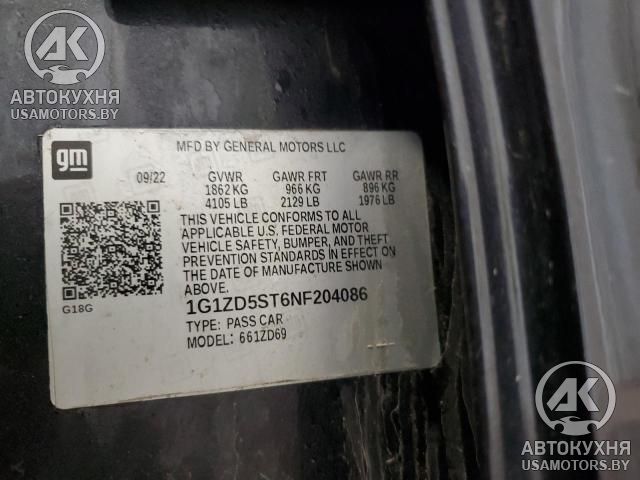 AK
АВТОКУХНЯ
USAMOTORS.BY
gm
MFD BY GENERAL MOTORS LLC
09/22 GVWR GAWR FRT GAWR RR
1862 KG 966 KG 896 KG
4105 LB 2129 LB 1976 LB
THIS VEHICLE CONFORMS TO ALL
APPLICABLE U.S. FEDERAL MOTOR
VEHICLE SAFETY, BUMPER, AND THEFT
PREVENTION STANDARDS IN EFFECT ON
THE DATE OF MANUFACTURE SHOWN
ABOVE.
G18G
1G1ZD5ST6NF204086
TYPE: PASS CAR
MODEL: 661ZD69
AK
АВТОКУХНЯ
USAMOTORS.BY